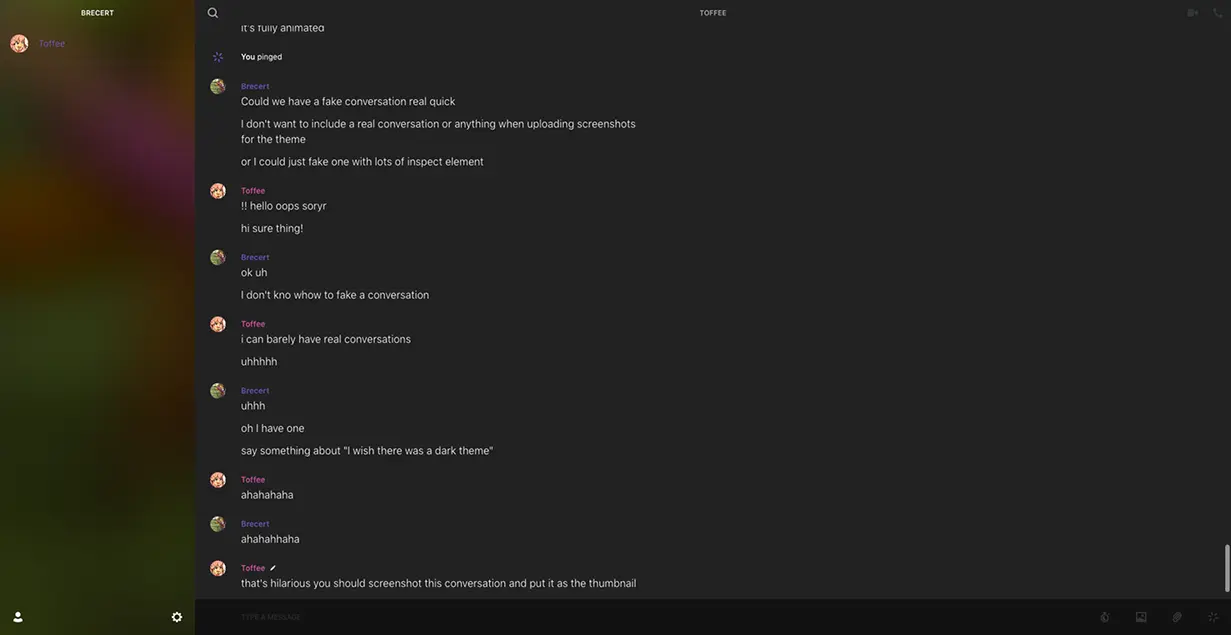 BRECERT
TOFFEE
Toffee
it's fully animated
You pinged
Brecert
Could we have a fake conversation real quick
I don't want to include a real conversation or anything when uploading screenshots
for the theme
or I could just fake one with lots of inspect element
Toffee
!! hello oops soryr
hi sure thing!
Brecert
ok uh
I don't kno whow to fake a conversation
Toffee
i can barely have real conversations
uhhhhh
Brecert
uhhh
oh I have one
say something about "I wish there was a dark theme"
Toffee
ahahahaha
Brecert
ahahahhaha
Toffee
that's hilarious you should screenshot this conversation and put it as the thumbnail
TYPE A MESSAGE